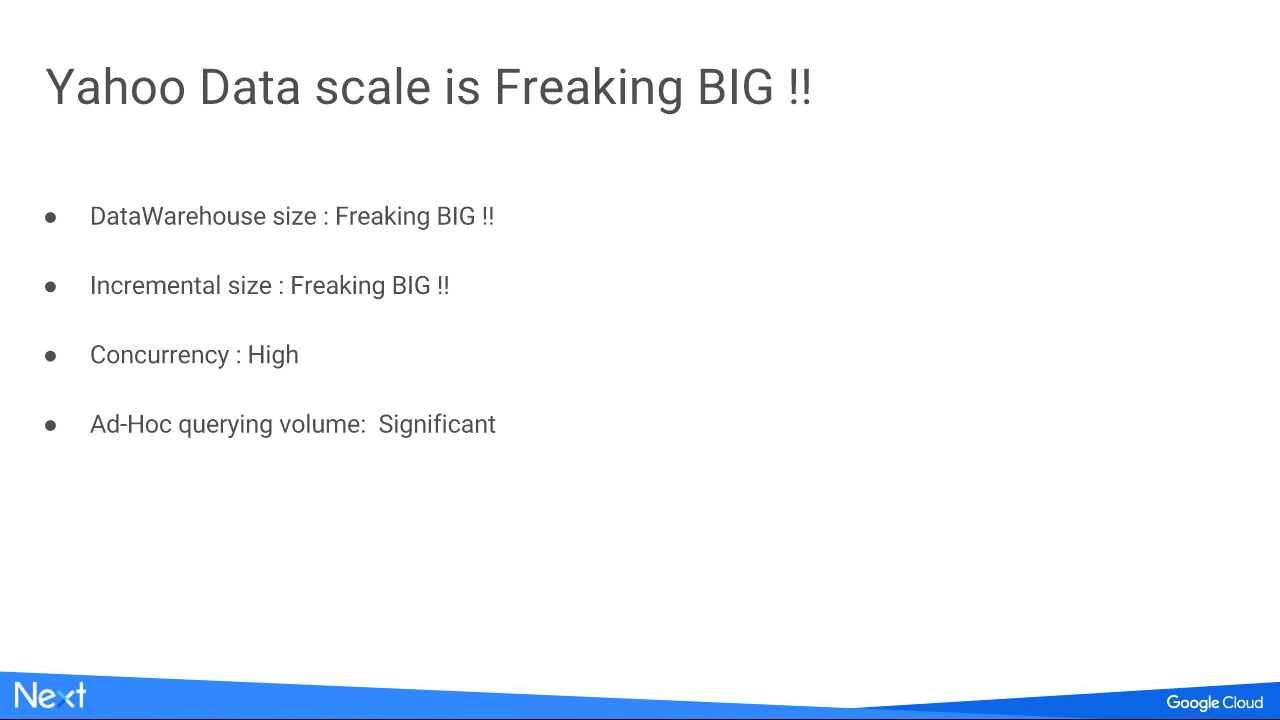 Yahoo Data scale is Freaking BIG !!
● DataWarehouse size : Freaking BIG !!
● Incremental size : Freaking BIG !!
● Concurrency : High
● Ad-Hoc querying volume:  Significant
Next
Google Cloud